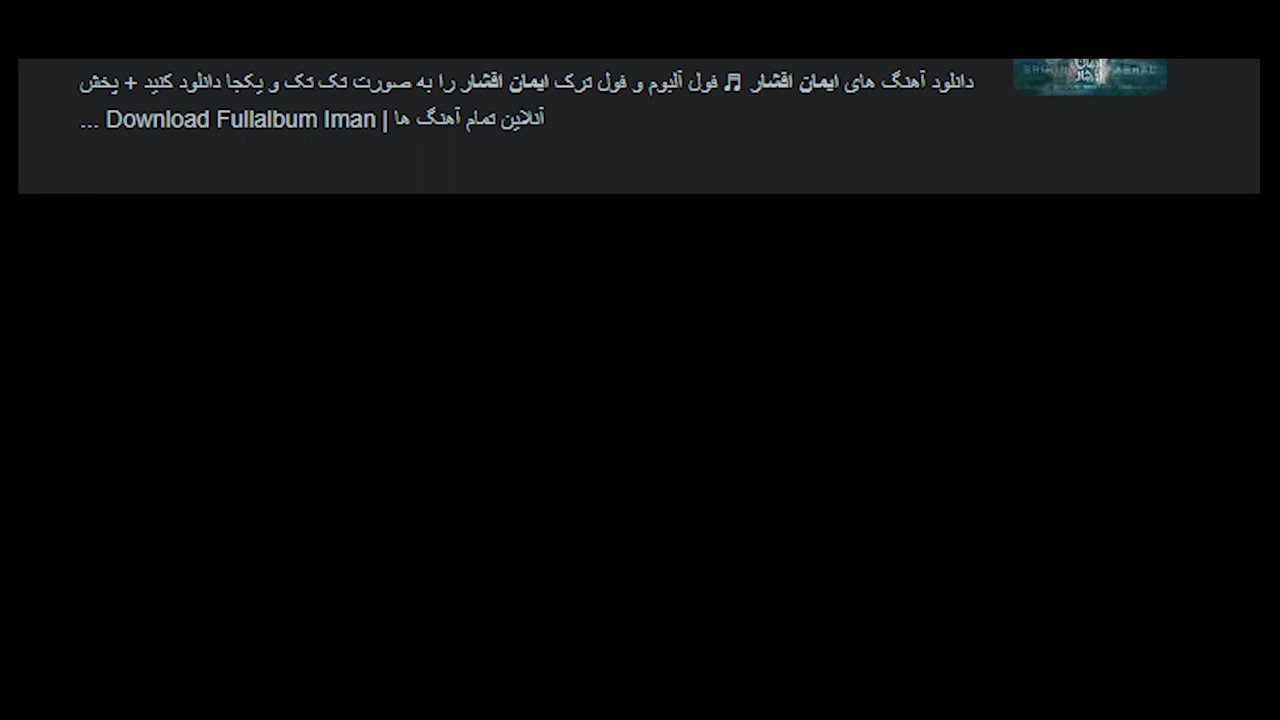 دانلود آهنگ های ایمان افشار ♬ فول آلبوم و فول ترک ایمان افشار را به صورت تک تک و یکجا دانلود کنید + پخش
آنلاین تمام آهنگ ها | Download Fullalbum Iman ...